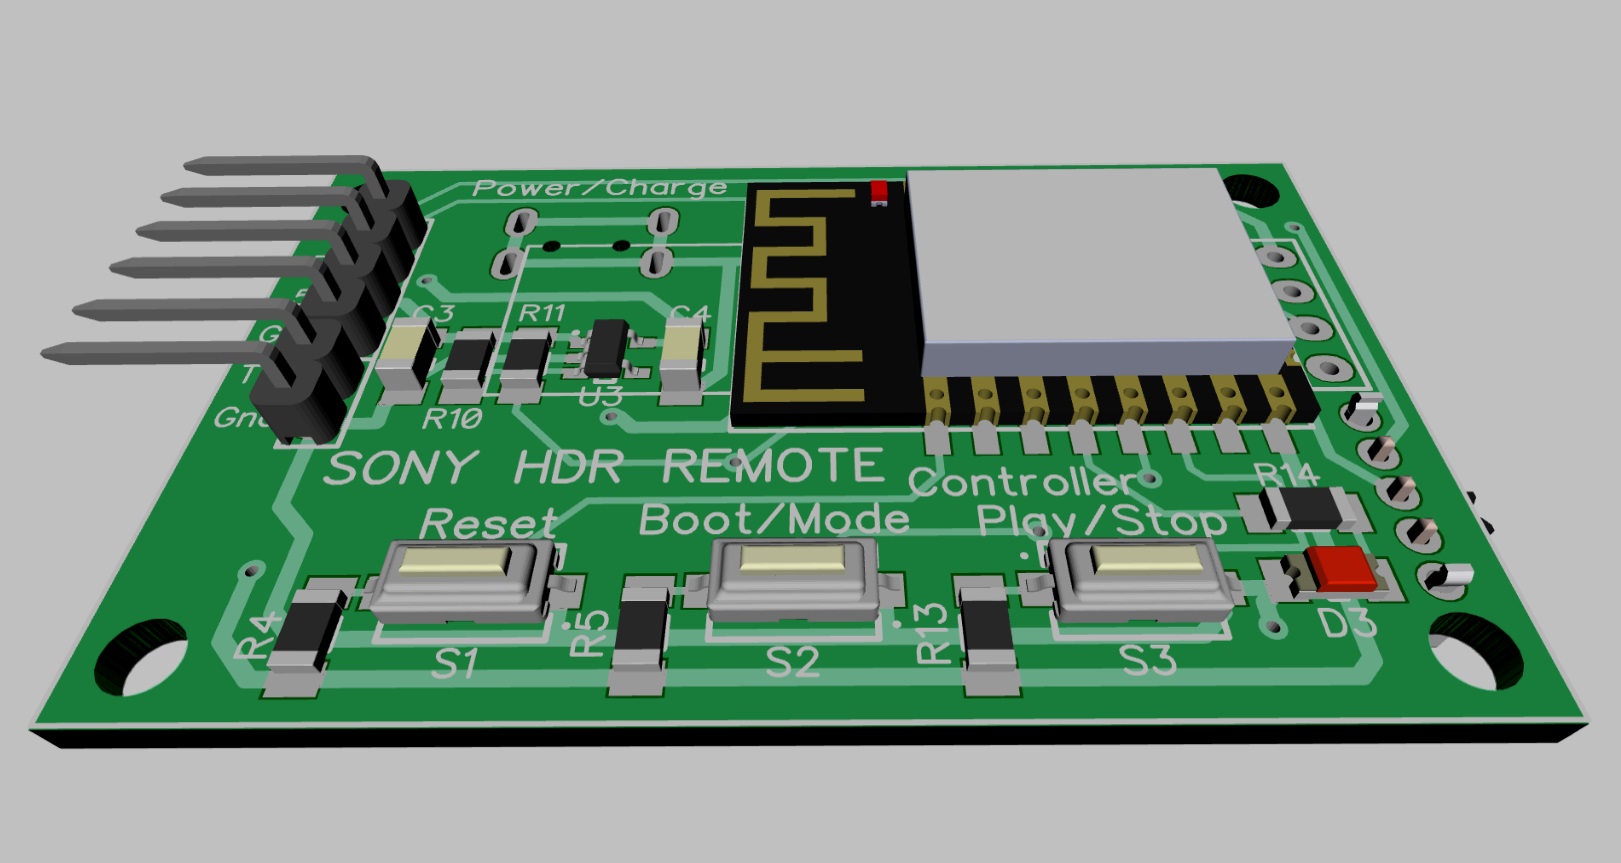 Power/Charge
C3
R11
C4
G
T
Gnd
R10
U3
SONY HDR REMOTE
Controller
R14
Reset
Boot/Mode
Play/Stop
R4
R5
R13
D3
S1
S2
S3